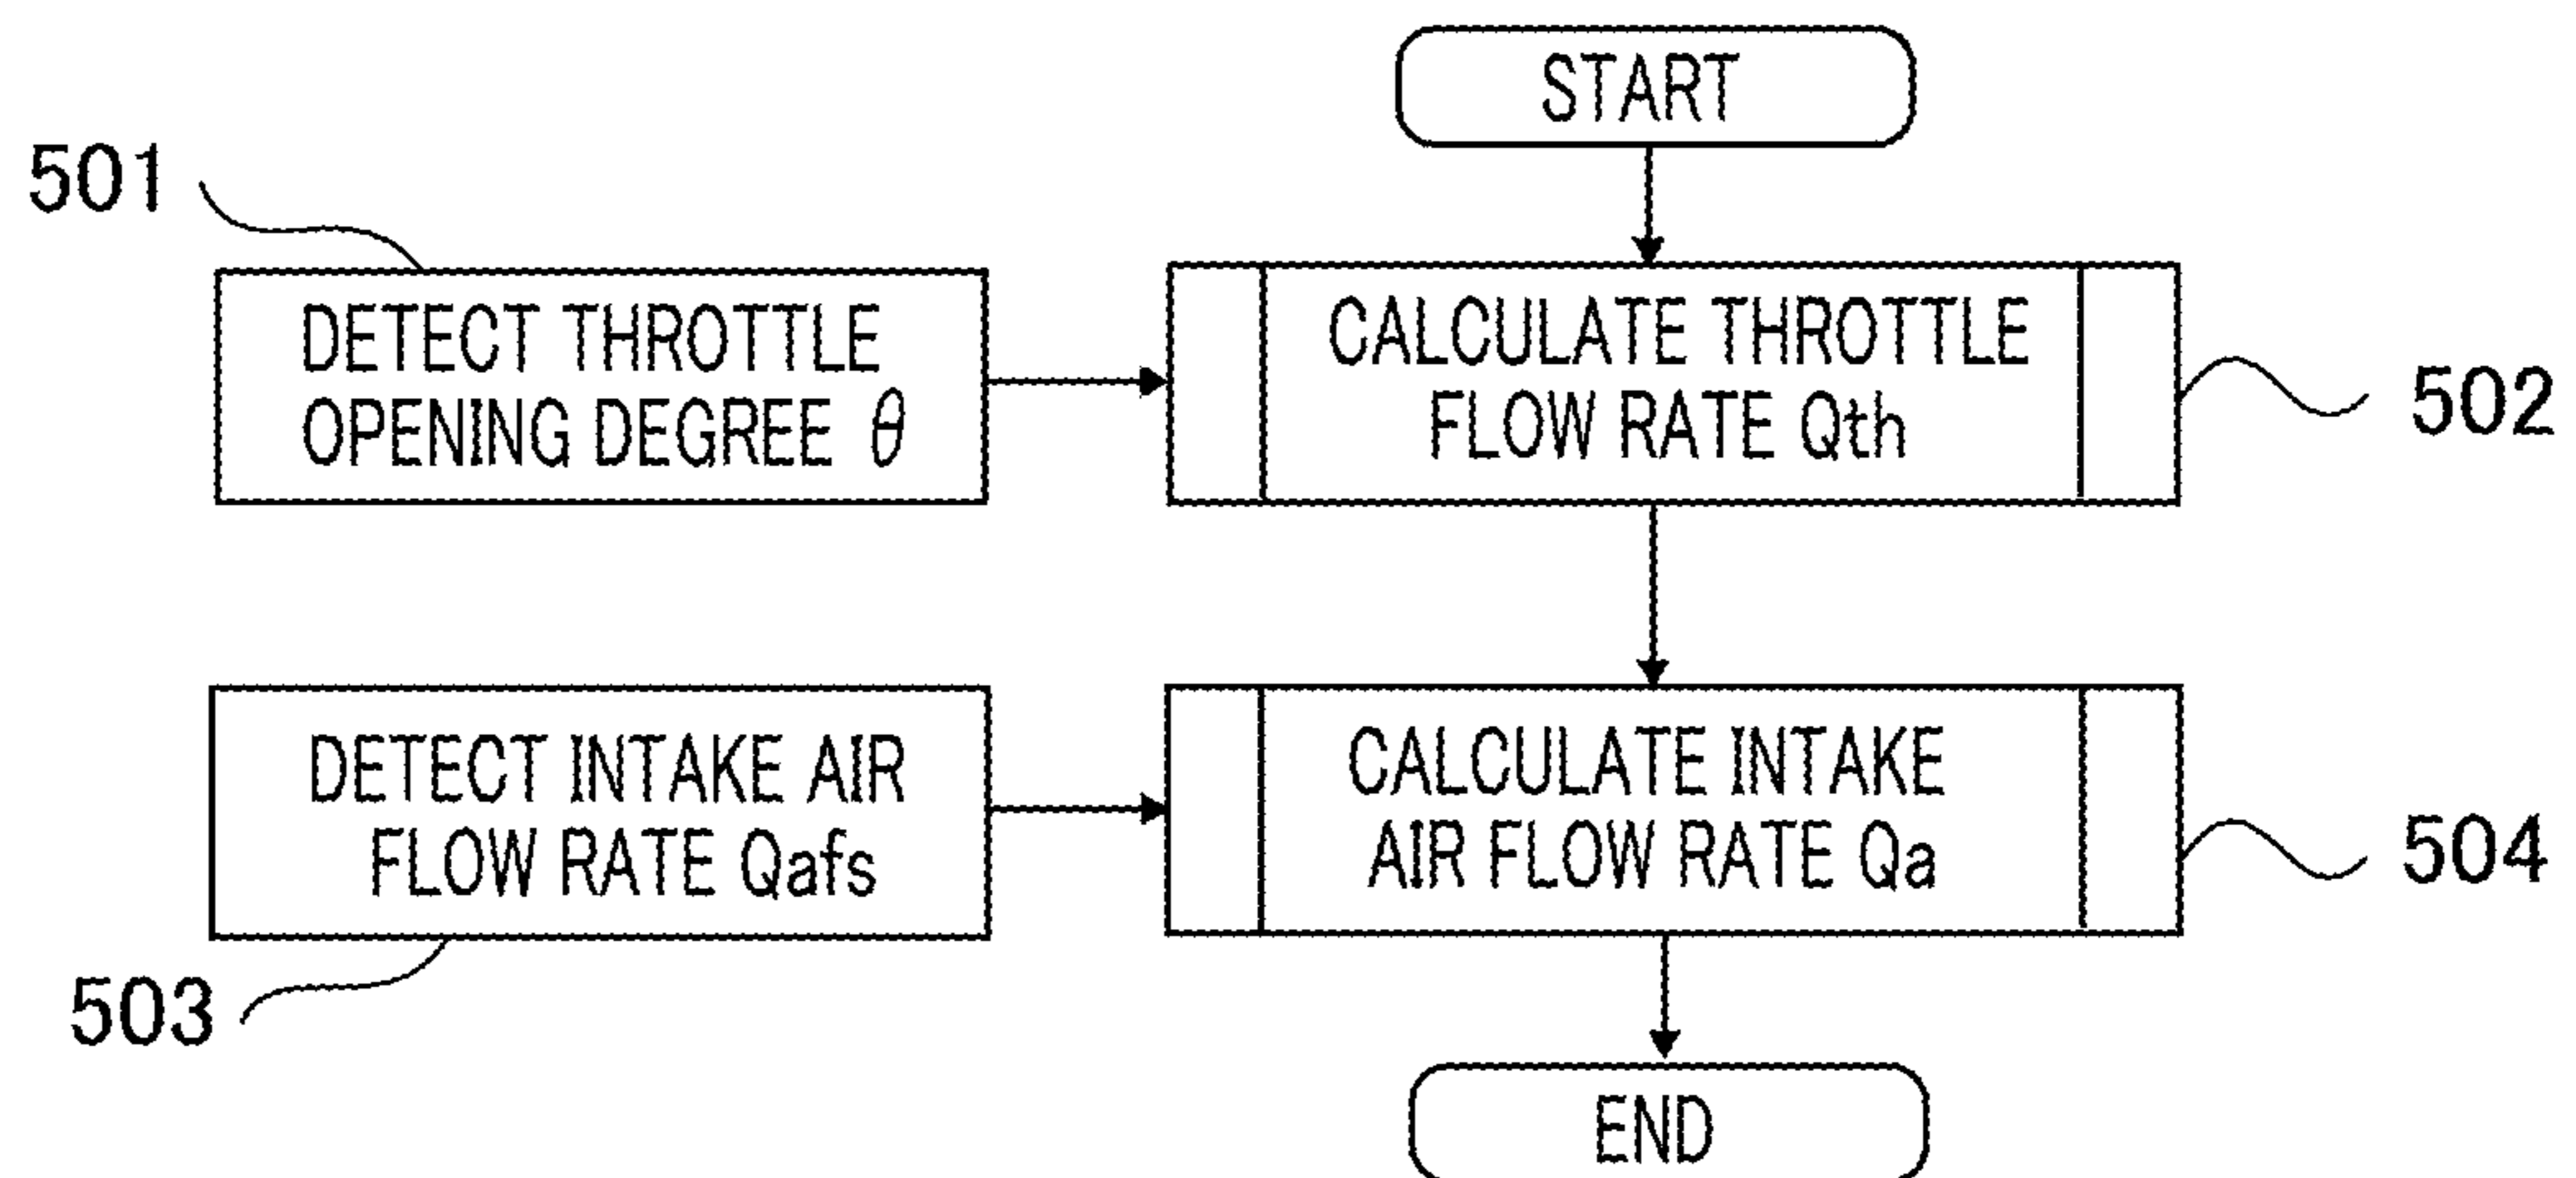 START
501
DETECT THROTTLE
OPENING DEGREE θ
CALCULATE THROTTLE
FLOW RATE Qth
502
DETECT INTAKE AIR
FLOW RATE Qafs
503
CALCULATE INTAKE
AIR FLOW RATE Qa
504
END